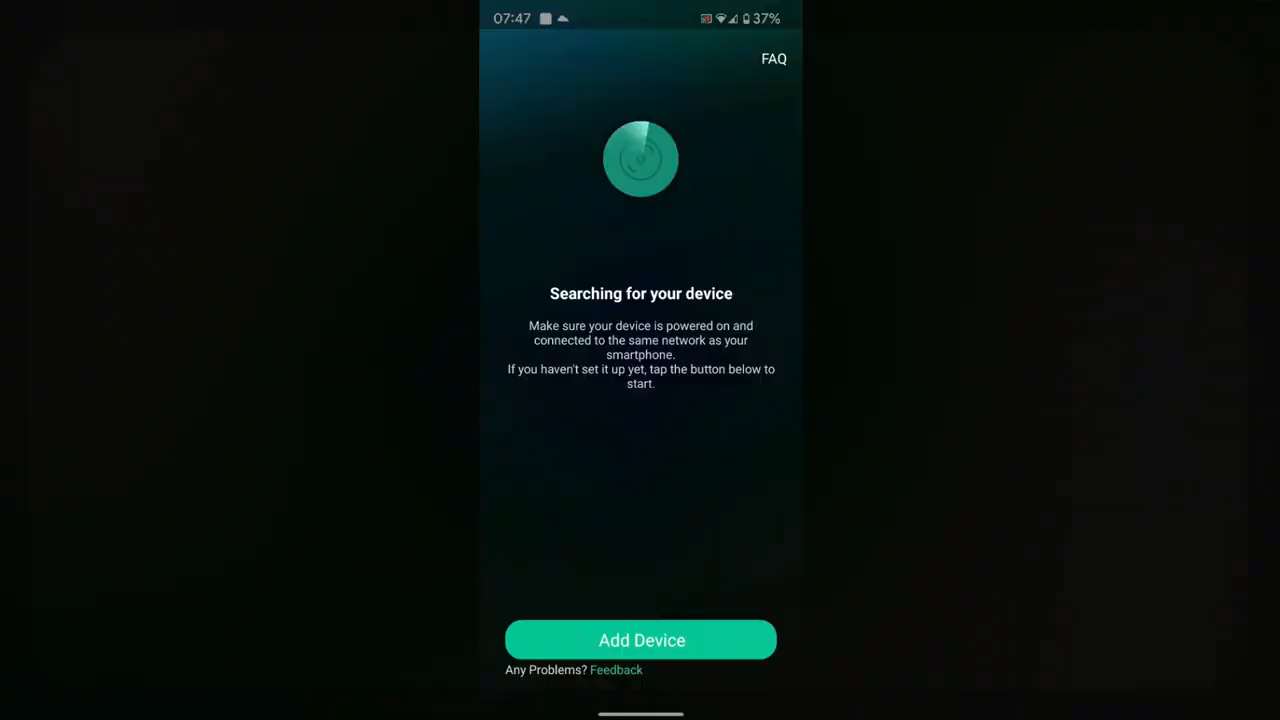 07:47 37%
FAQ
Searching for your device
Make sure your device is powered on and
connected to the same network as your
smartphone.
If you haven't set it up yet, tap the button below to
start.
Add Device
Any Problems? Feedback